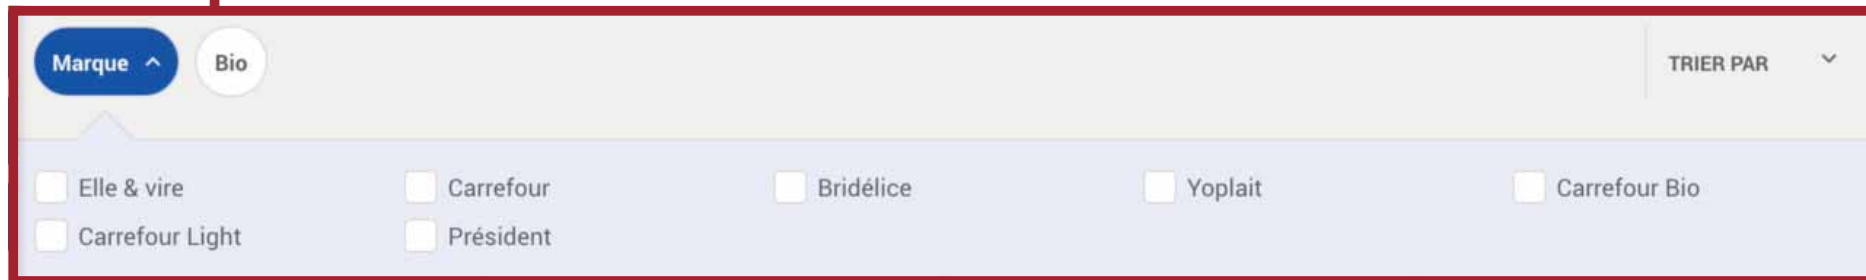 Marque Bio TRIER PAR
Elle & vire Carrefour Bridélice Yoplait Carrefour Bio
Carrefour Light Président